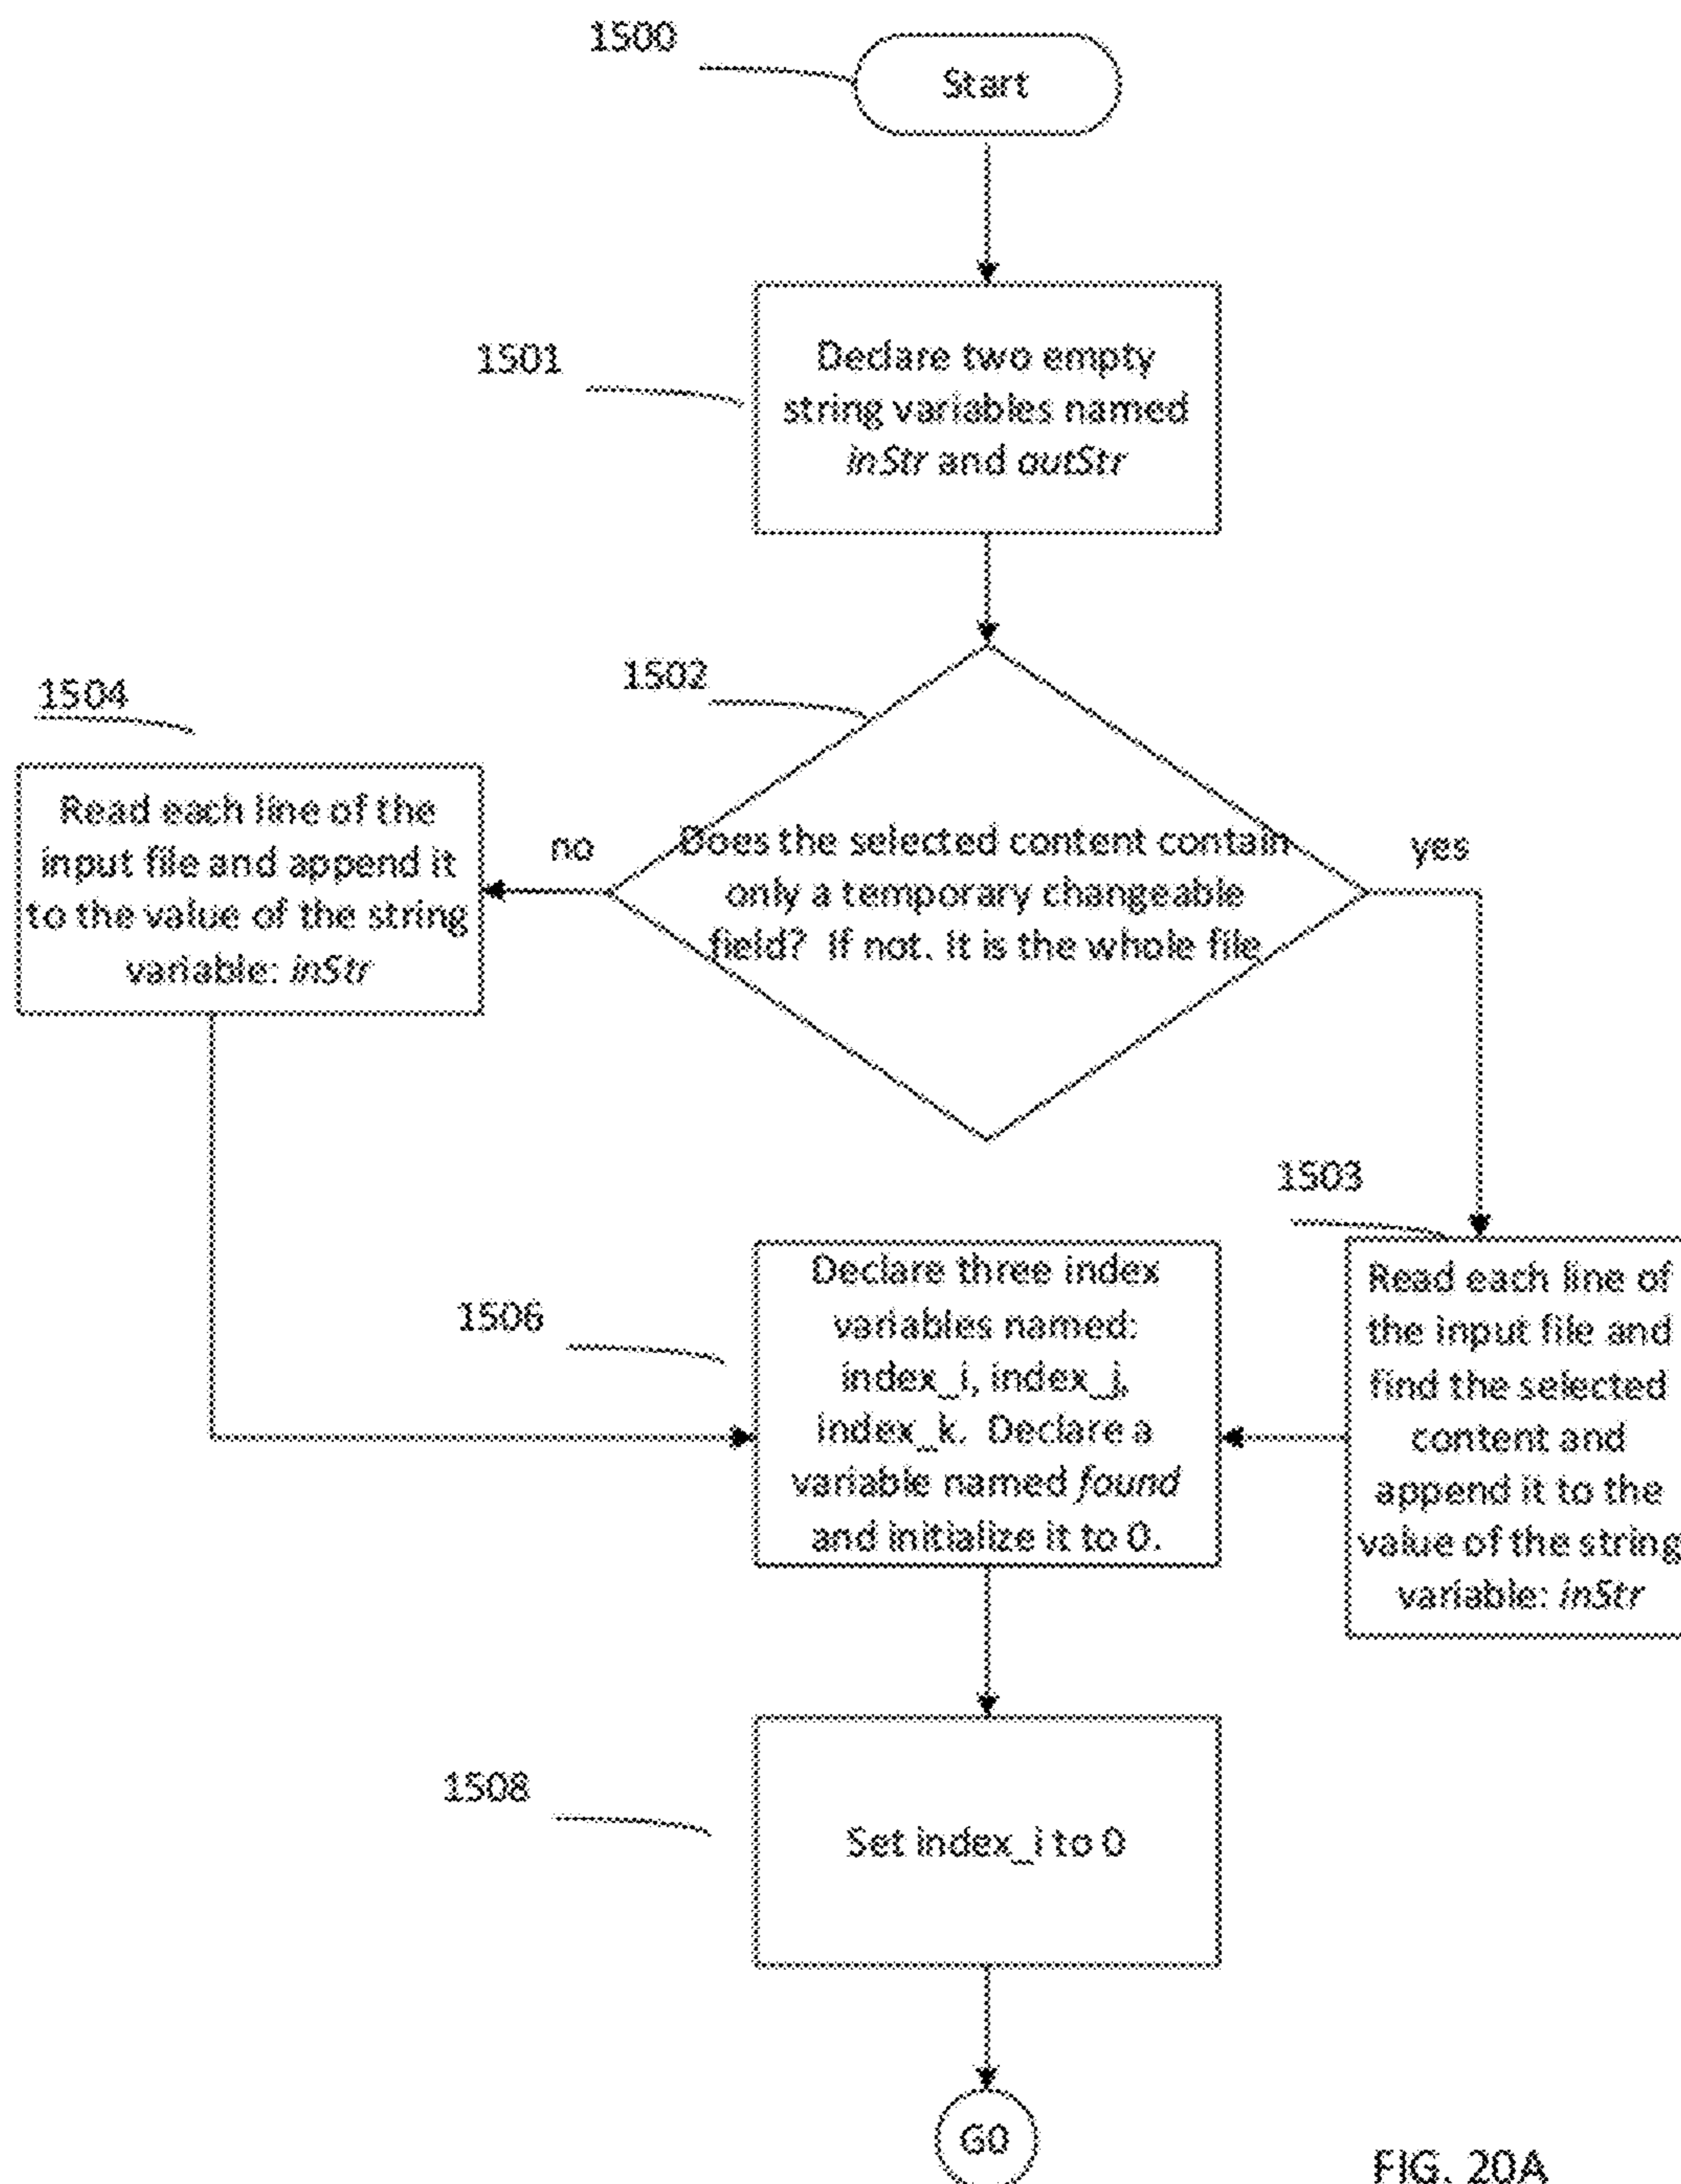 1500
Start
1501
Declare two empty
string variables named
inStr and outStr
1502
Does the selected content contain
only a temporary changeable
field?  If not. It is the whole file
no
yes
1504
Read each line of the
input file and append it
to the value of the string
variable: inStr
1503
Read each line of
the input file and
find the selected
content and
append it to the
value of the string
variable: inStr
1506
Declare three index
variables named:
index_i, index_j,
index_k.  Declare a
variable named found
and initialize it to 0.
1508
Set index_i to 0
G0
FIG. 20A